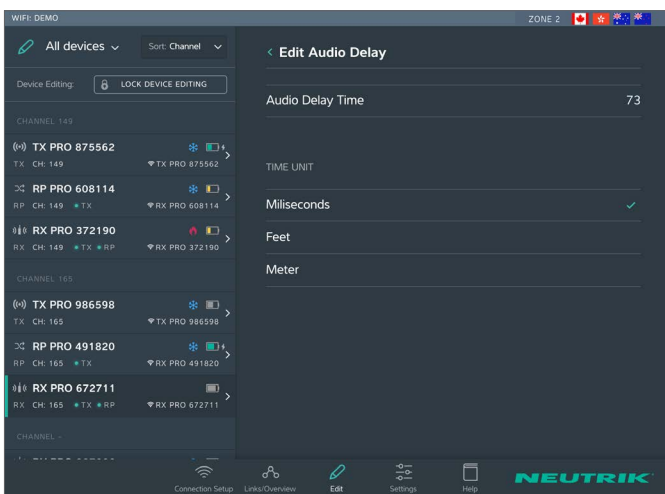 WIFI: DEMO
ZONE 2
All devices
Sort: Channel
Device Editing:
LOCK DEVICE EDITING
CHANNEL 149
TX PRO 875562
TX CH: 149
TX PRO 875562
RP PRO 608114
RP CH: 149 TX
RX PRO 608114
RX PRO 372190
RX CH: 149 TX RP
RX PRO 372190
CHANNEL 165
TX PRO 986598
TX CH: 165
TX PRO 986598
RP PRO 491820
RP CH: 165 TX
RX PRO 491820
RX PRO 672711
RX CH: 165 TX RP
RX PRO 672711
CHANNEL -
Edit Audio Delay
Audio Delay Time 73
TIME UNIT
Miliseconds
Feet
Meter
Connection Setup
Links/Overview
Edit
Settings
Help
NEUTRIK